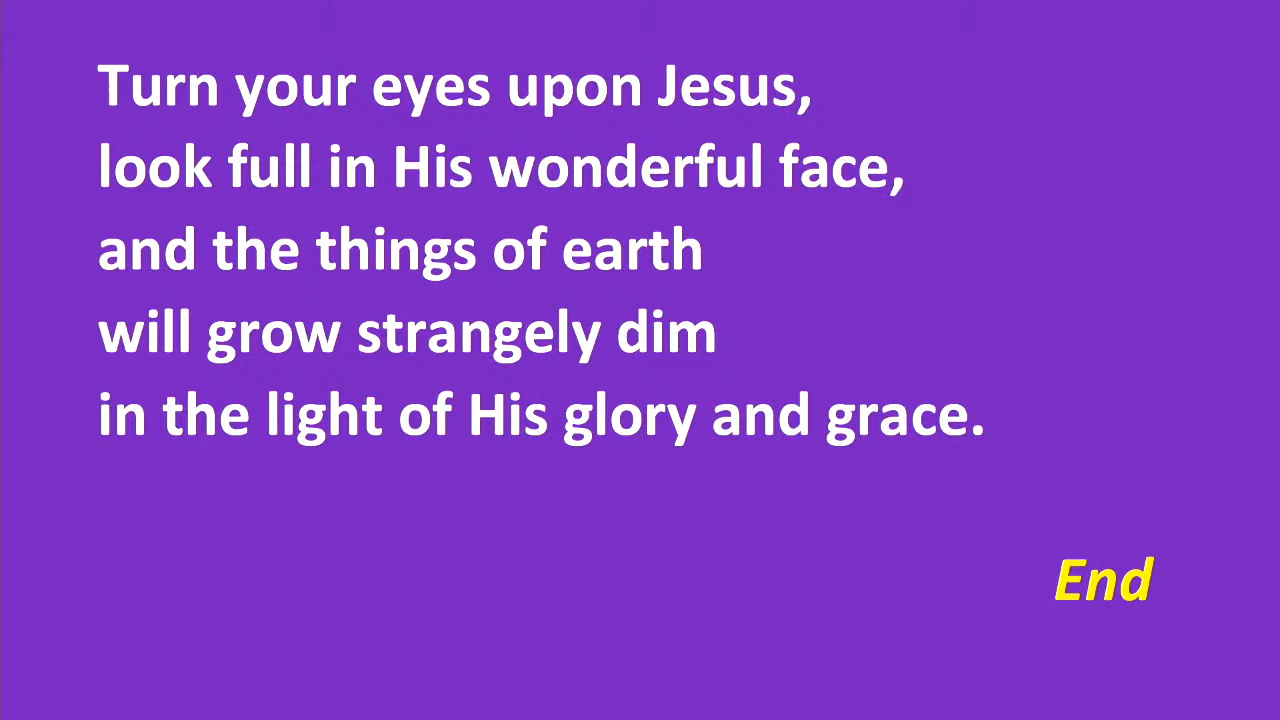 Turn your eyes upon Jesus,
look full in His wonderful face,
and the things of earth
will grow strangely dim
in the light of His glory and grace.
End